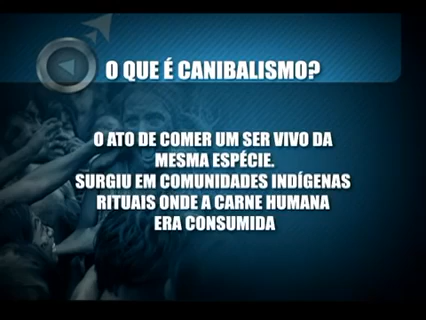 O QUE É CANIBALISMO?
O ATO DE COMER UM SER VIVO DA
MESMA ESPÉCIE.
SURGIU EM COMUNIDADES INDÍGENAS
RITUAIS ONDE A CARNE HUMANA
ERA CONSUMIDA